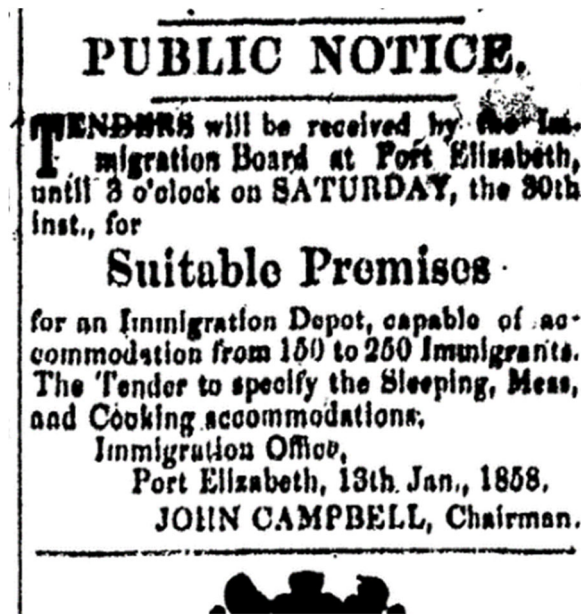 PUBLIC NOTICE.
TENDERS will be received by the Im-
migration Board at Port Elizabeth,
until 3 o'clock on SATURDAY, the 30th
inst., for
Suitable Premises
for an Immigration Depot, capable of ac-
commodation from 150 to 250 Immigrants.
The Tender to specify the Sleeping, Mess,
and Cooking accommodations.
Immigration Office,
Port Elizabeth, 13th Jan., 1858.
JOHN CAMPBELL, Chairman.